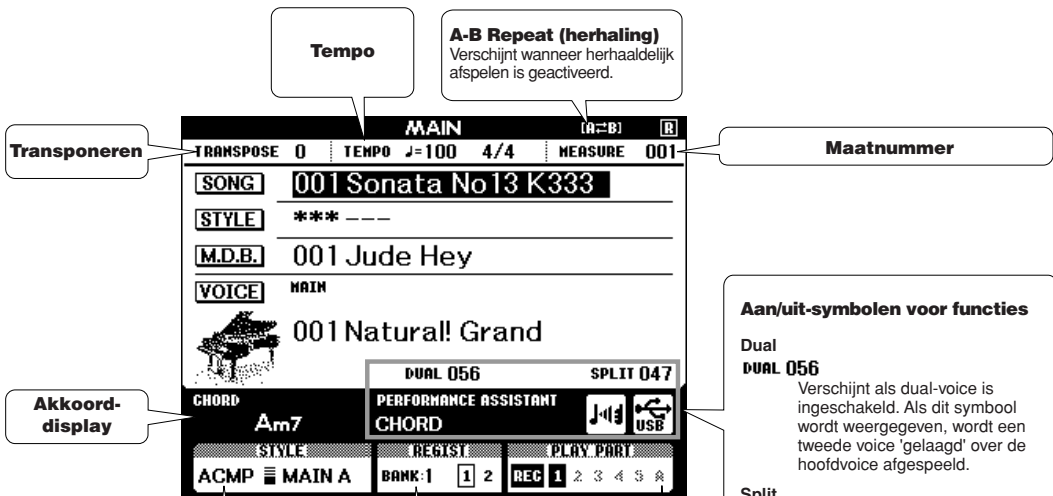 Tempo
A-B Repeat (herhaling)
Verschijnt wanneer herhaaldelijk
afspelen is geactiveerd.
Transponeren
Maatnummer
MAIN [A⇄B] R
TRANSPOSE 0 TEMPO ♩=100 4/4 MEASURE 001
SONG 001 Sonata No13 K333
STYLE *** ---
M.D.B. 001 Jude Hey
VOICE MAIN
001 Natural! Grand
DUAL 056 SPLIT 047
Akkoord-
display
CHORD
Am7
PERFORMANCE ASSISTANT
CHORD
USB
STYLE REGIST PLAY PART
ACMP MAIN A BANK:1 1 2 REC 1 2 3 4 5 A
Aan/uit-symbolen voor functies
Dual
DUAL 056
Verschijnt als dual-voice is
ingeschakeld. Als dit symbool
wordt weergegeven, wordt een
tweede voice 'gelaagd' over de
hoofdvoice afgespeeld.
Split